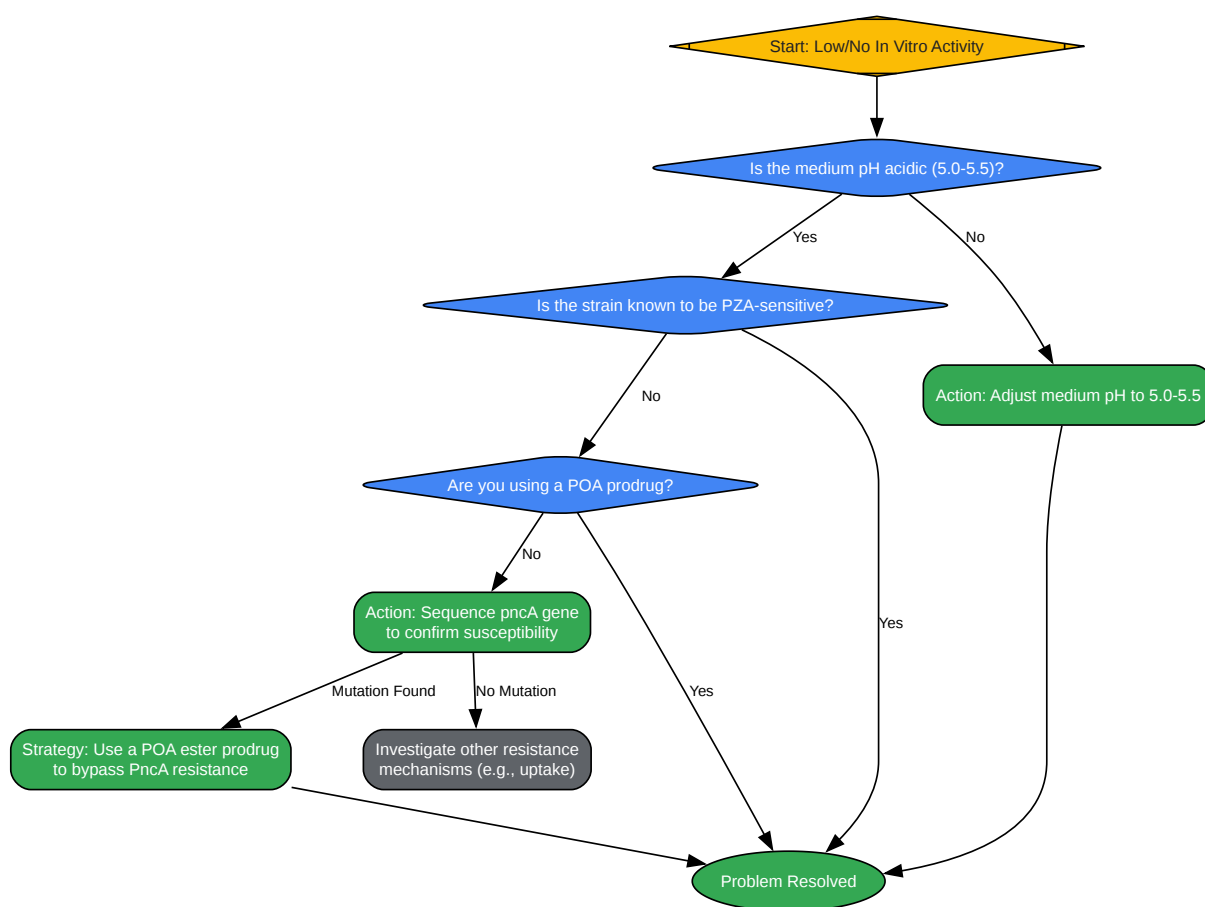 Start: Low/No In Vitro Activity
Is the medium pH acidic (5.0-5.5)?
Yes
No
Is the strain known to be PZA-sensitive?
Action: Adjust medium pH to 5.0-5.5
No
Are you using a POA prodrug?
No
Action: Sequence pncA gene
to confirm susceptibility
Yes
Mutation Found
No Mutation
Yes
Strategy: Use a POA ester prodrug
to bypass PncA resistance
Investigate other resistance
mechanisms (e.g., uptake)
Problem Resolved